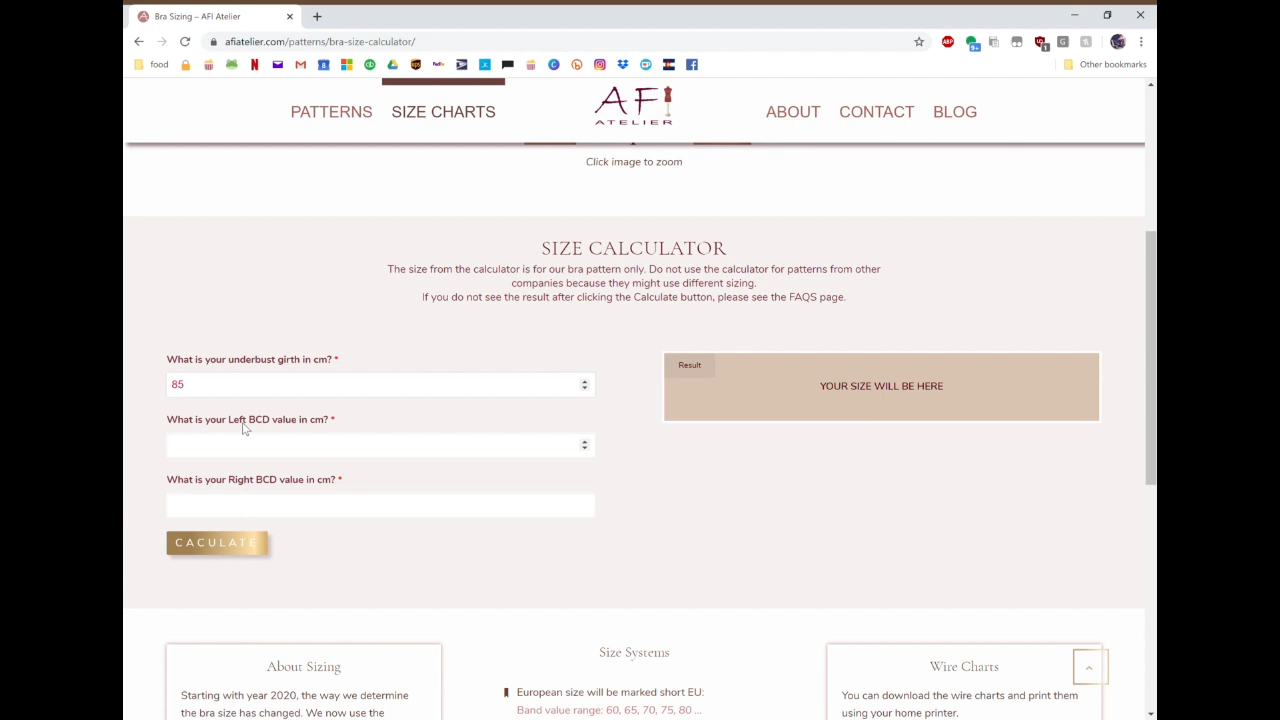 Bra Sizing – AFI Atelier
afiatelier.com/patterns/bra-size-calculator/
food
Other bookmarks
PATTERNS
SIZE CHARTS
AFI
ATELIER
ABOUT
CONTACT
BLOG
Click image to zoom
SIZE CALCULATOR
The size from the calculator is for our bra pattern only. Do not use the calculator for patterns from other
companies because they might use different sizing.
If you do not see the result after clicking the Calculate button, please see the FAQS page.
What is your underbust girth in cm? *
85
What is your Left BCD value in cm? *
What is your Right BCD value in cm? *
CACULATE
Result
YOUR SIZE WILL BE HERE
About Sizing
Starting with year 2020, the way we determine
the bra size has changed. We now use the
Size Systems
European size will be marked short EU:
Band value range: 60, 65, 70, 75, 80 ...
Wire Charts
You can download the wire charts and print them
using your home printer.